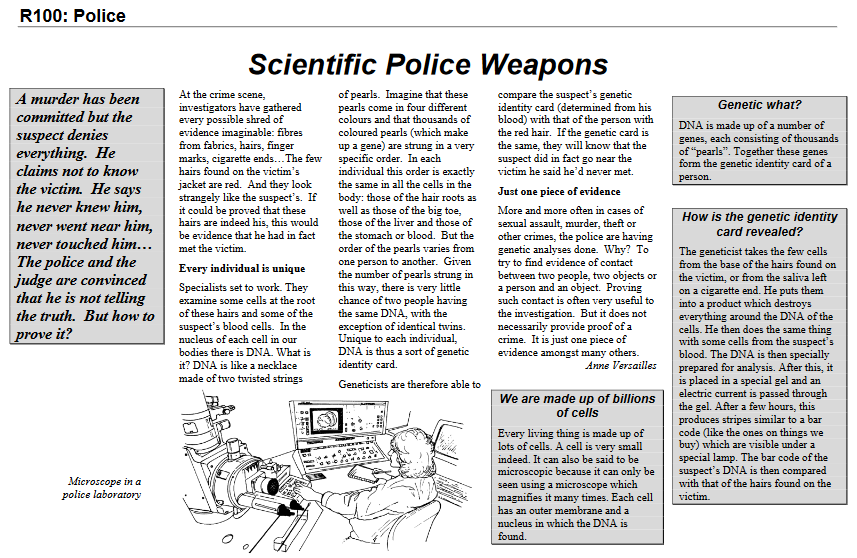 R100: Police
Scientific Police Weapons
A murder has been
committed but the
suspect denies
everything. He
claims not to know
the victim. He says
he never knew him,
never went near him,
never touched him…
The police and the
judge are convinced
that he is not telling
the truth. But how to
prove it?
At the crime scene,
investigators have gathered
every possible shred of
evidence imaginable: fibres
from fabrics, hairs, finger
marks, cigarette ends…The few
hairs found on the victim's
jacket are red. And they look
strangely like the suspect's. If
it could be proved that these
hairs are indeed his, this would
be evidence that he had in fact
met the victim.
Every individual is unique
Specialists set to work. They
examine some cells at the root
of these hairs and some of the
suspect's blood cells. In the
nucleus of each cell in our
bodies there is DNA. What is
it? DNA is like a necklace
made of two twisted strings
of pearls. Imagine that these
pearls come in four different
colours and that thousands of
coloured pearls (which make
up a gene) are strung in a very
specific order. In each
individual this order is exactly
the same in all the cells in the
body: those of the hair roots as
well as those of the big toe,
those of the liver and those of
the stomach or blood. But the
order of the pearls varies from
one person to another. Given
the number of pearls strung in
this way, there is very little
chance of two people having
the same DNA, with the
exception of identical twins.
Unique to each individual,
DNA is thus a sort of genetic
identity card.
Geneticists are therefore able to
compare the suspect's genetic
identity card (determined from his
blood) with that of the person with
the red hair. If the genetic card is
the same, they will know that the
suspect did in fact go near the
victim he said he'd never met.
Just one piece of evidence
More and more often in cases of
sexual assault, murder, theft or
other crimes, the police are having
genetic analyses done. Why? To
try to find evidence of contact
between two people, two objects or
a person and an object. Proving
such contact is often very useful to
the investigation. But it does not
necessarily provide proof of a
crime. It is just one piece of
evidence amongst many others.
Anne Versailles
Microscope in a
police laboratory
We are made up of billions
of cells
Every living thing is made up of
lots of cells. A cell is very small
indeed. It can also be said to be
microscopic because it can only be
seen using a microscope which
magnifies it many times. Each cell
has an outer membrane and a
nucleus in which the DNA is
found.
Genetic what?
DNA is made up of a number of
genes, each consisting of thousands
of "pearls". Together these genes
form the genetic identity card of a
person.
How is the genetic identity
card revealed?
The geneticist takes the few cells
from the base of the hairs found on
the victim, or from the saliva left
on a cigarette end. He puts them
into a product which destroys
everything around the DNA of the
cells. He then does the same thing
with some cells from the suspect's
blood. The DNA is then specially
prepared for analysis. After this, it
is placed in a special gel and an
electric current is passed through
the gel. After a few hours, this
produces stripes similar to a bar
code (like the ones on things we
buy) which are visible under a
special lamp. The bar code of the
suspect's DNA is then compared
with that of the hairs found on the
victim.